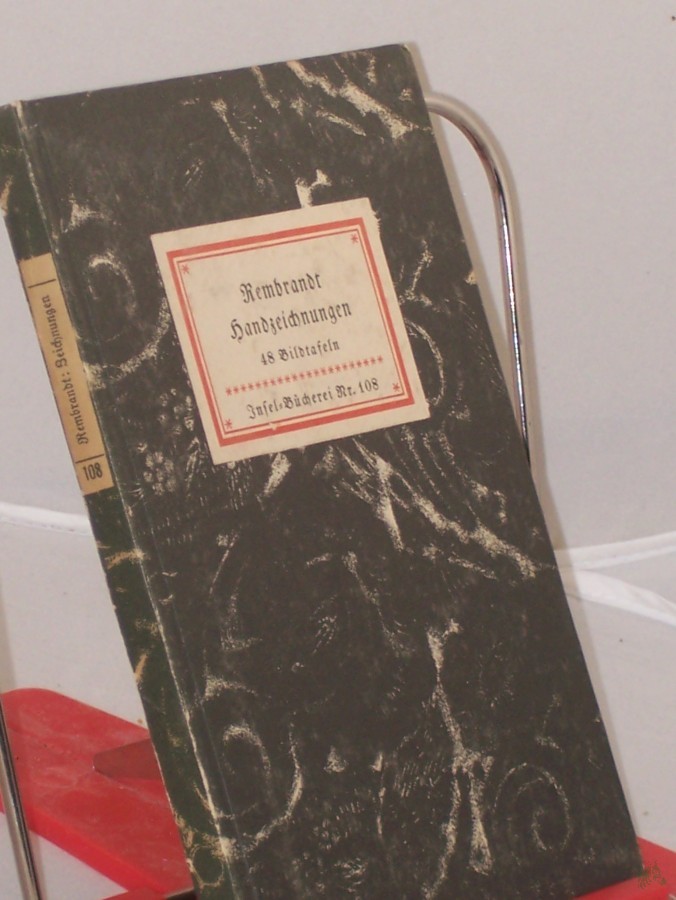 Rembrandt
Handzeichnungen
48 Bildtafeln
Insel-Bücherei Nr. 108
Rembrandt: Zeichnungen
108